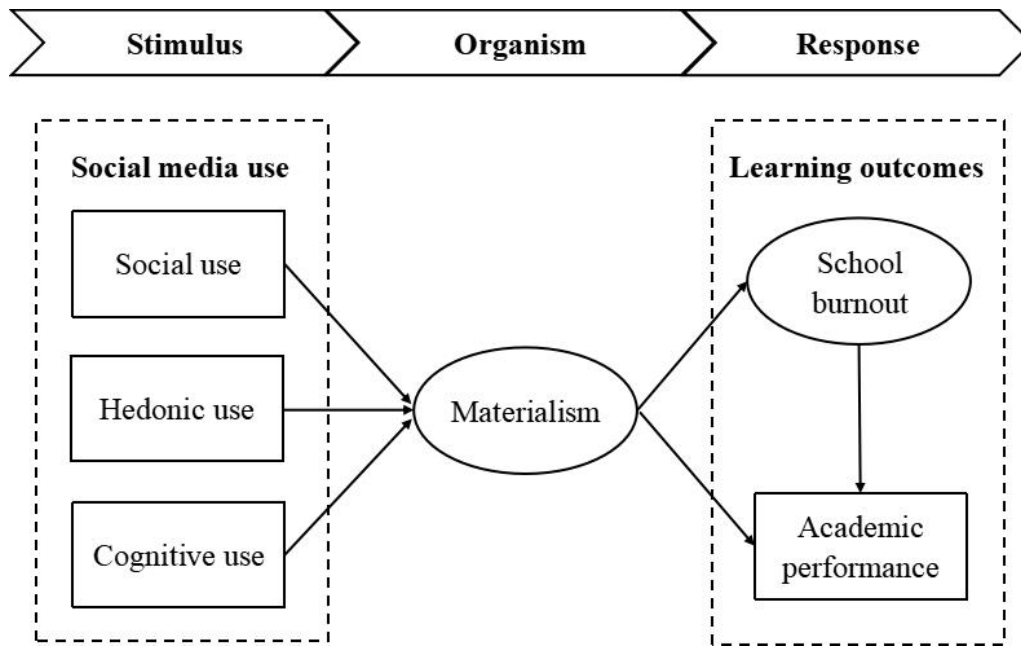 Stimulus
Organism
Response
Social media use
Social use
Hedonic use
Cognitive use
Materialism
Learning outcomes
School
burnout
Academic
performance